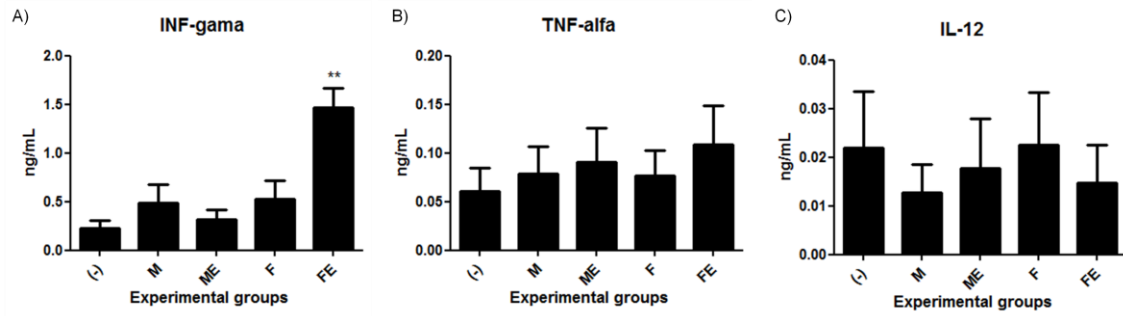 A)
INF-gama
ng/mL
2.0
1.5
1.0
0.5
0.0
**
(-)
M
ME
F
FE
Experimental groups
B)
TNF-alfa
ng/mL
0.20
0.15
0.10
0.05
0.00
(-)
M
ME
F
FE
Experimental groups
C)
IL-12
ng/mL
0.04
0.03
0.02
0.01
0.00
(-)
M
ME
F
FE
Experimental groups